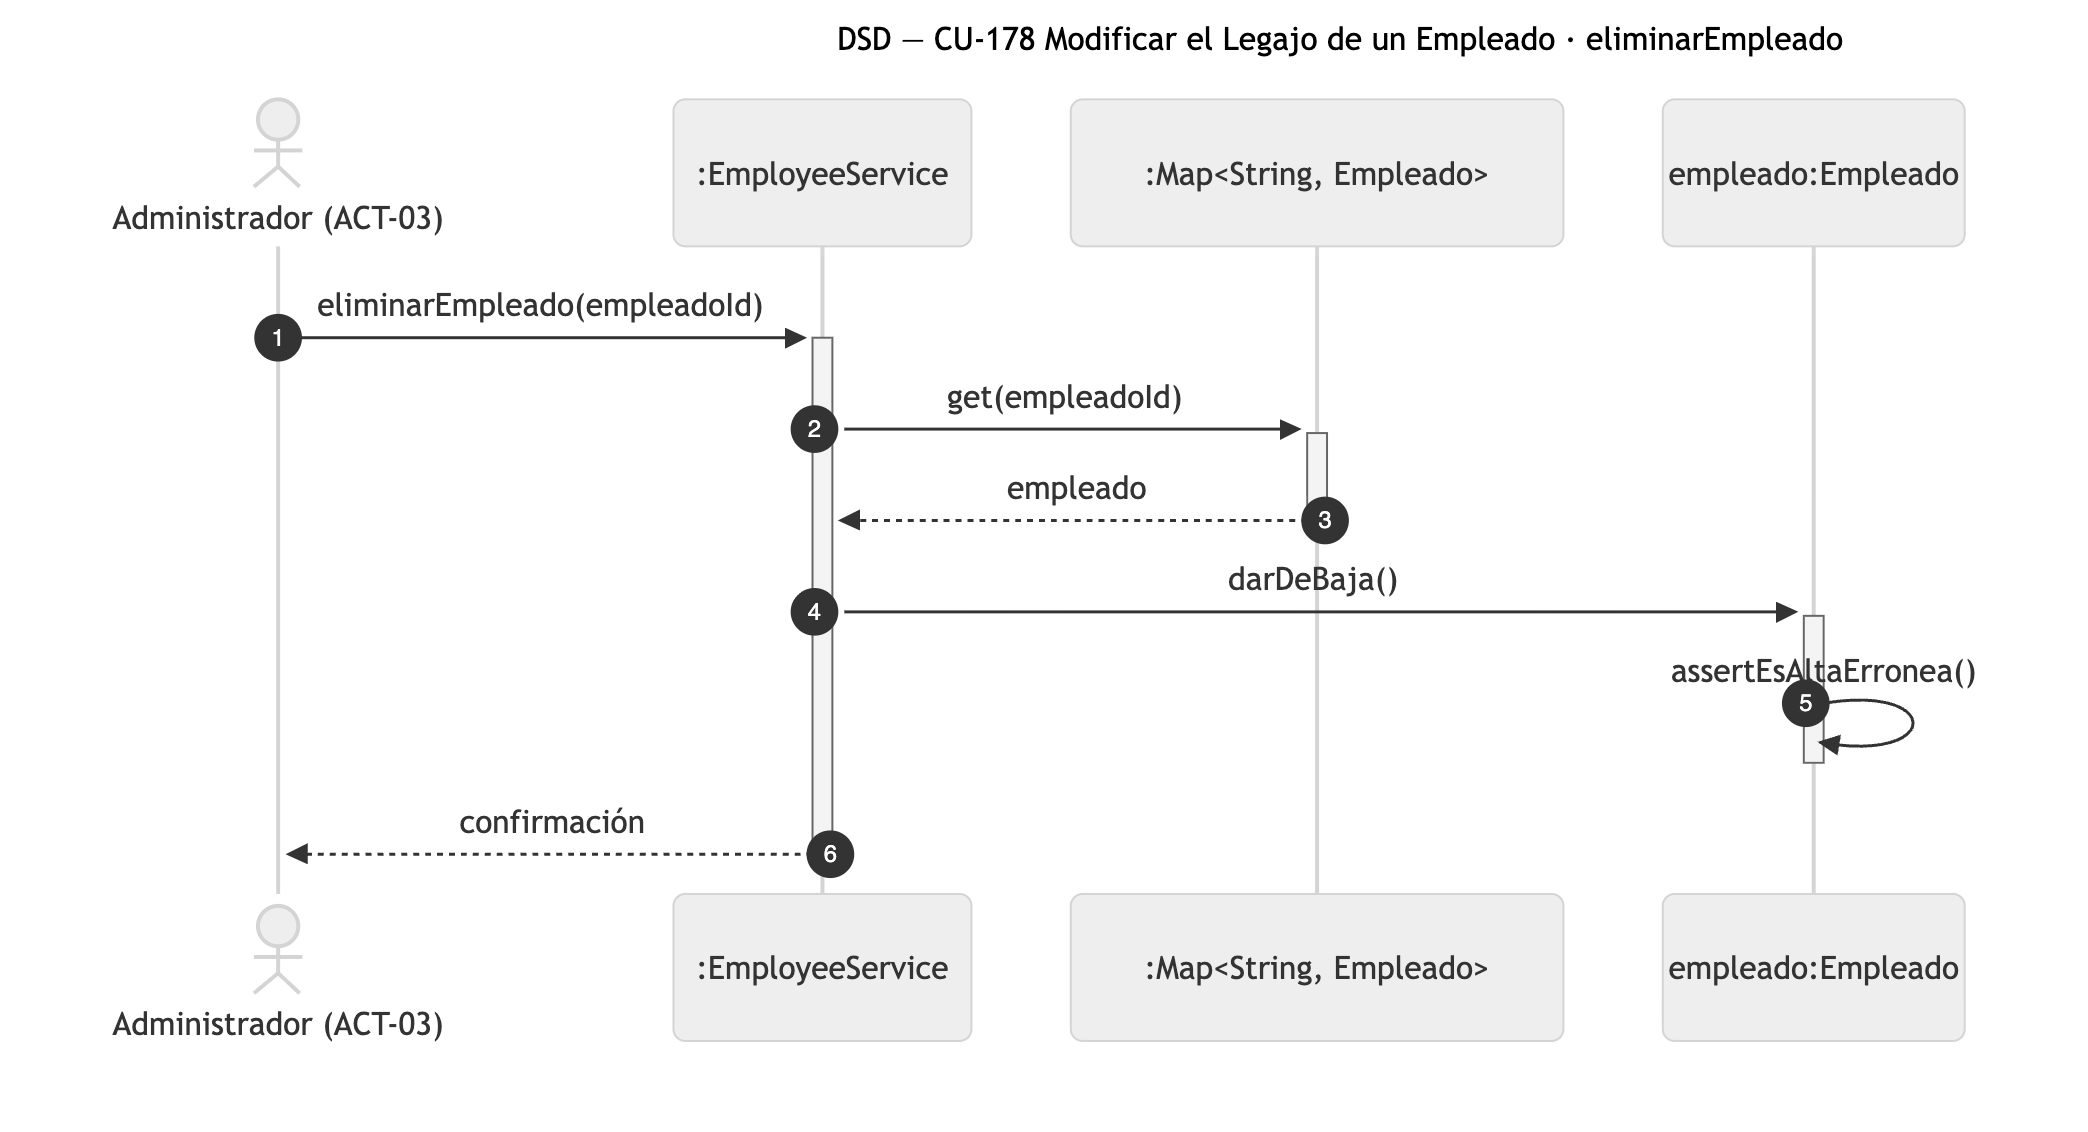 DSD — CU-178 Modificar el Legajo de un Empleado · eliminarEmpleado
Administrador (ACT-03)
:EmployeeService
:Map<String, Empleado>
empleado:Empleado
eliminarEmpleado(empleadoId)
1
get(empleadoId)
2
empleado
3
darDeBaja()
4
assertEsAltaErronea()
5
confirmación
6
:EmployeeService
:Map<String, Empleado>
empleado:Empleado
Administrador (ACT-03)